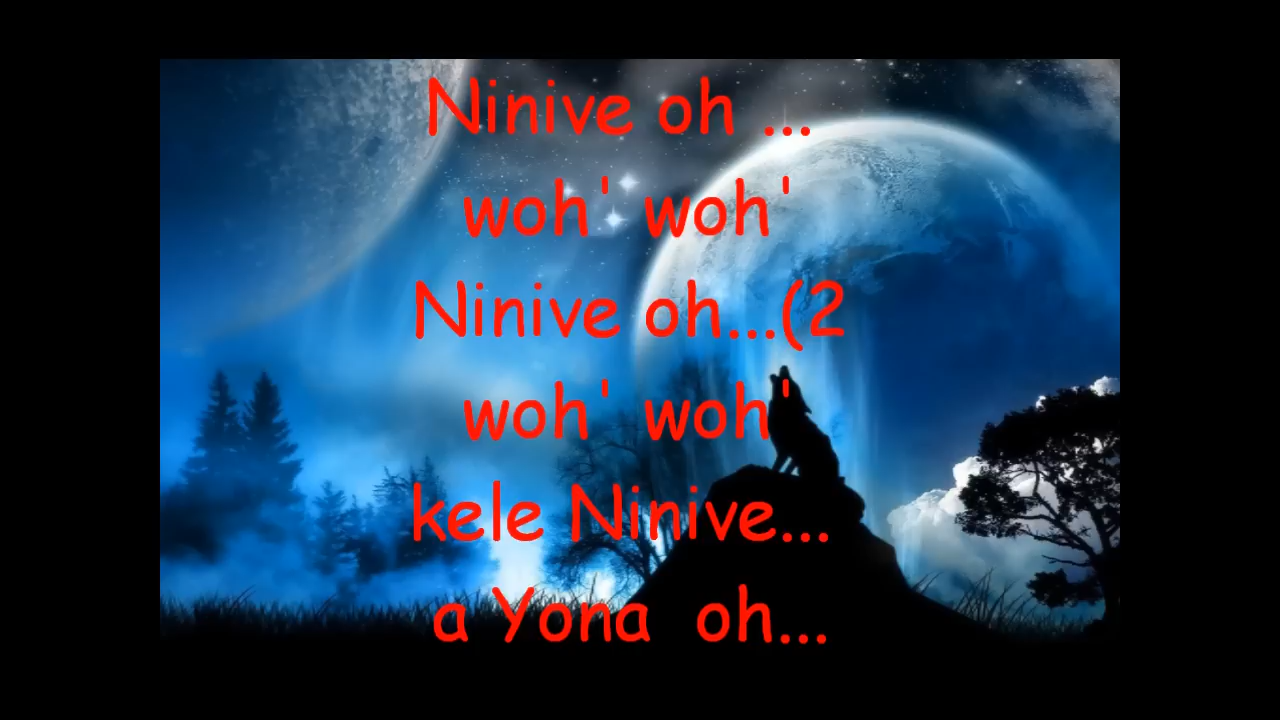 Ninive oh ...
woh' woh'
Ninive oh...(2
woh' woh'
kele Ninive...
a Yona oh...